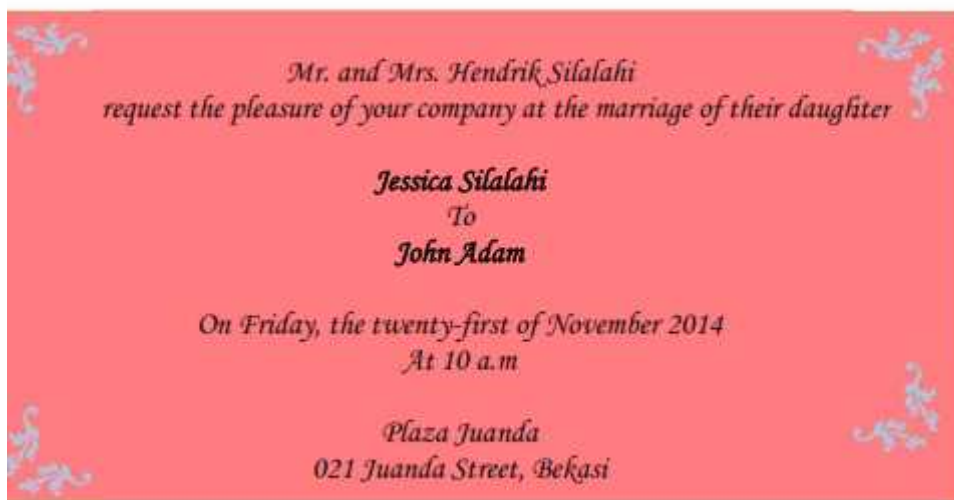 Mr. and Mrs. Hendrik Silalahi
request the pleasure of your company at the marriage of their daughter
Jessica Silalahi
To
John Adam
On Friday, the twenty-first of November 2014
At 10 a.m
Plaza Juanda
021 Juanda Street, Bekasi